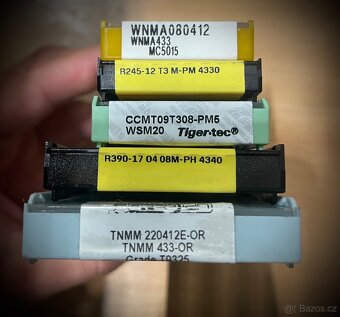 WNMA080412
WNMA433
MC5015
R245-12 T3 M-PM 4330
CCMT09T308-PM5
WSM20 Tiger·tec®
R390-17 04 08M-PH 4340
TNMM 220412E-OR
TNMM 433-OR
Grade T9325
Bazos.cz